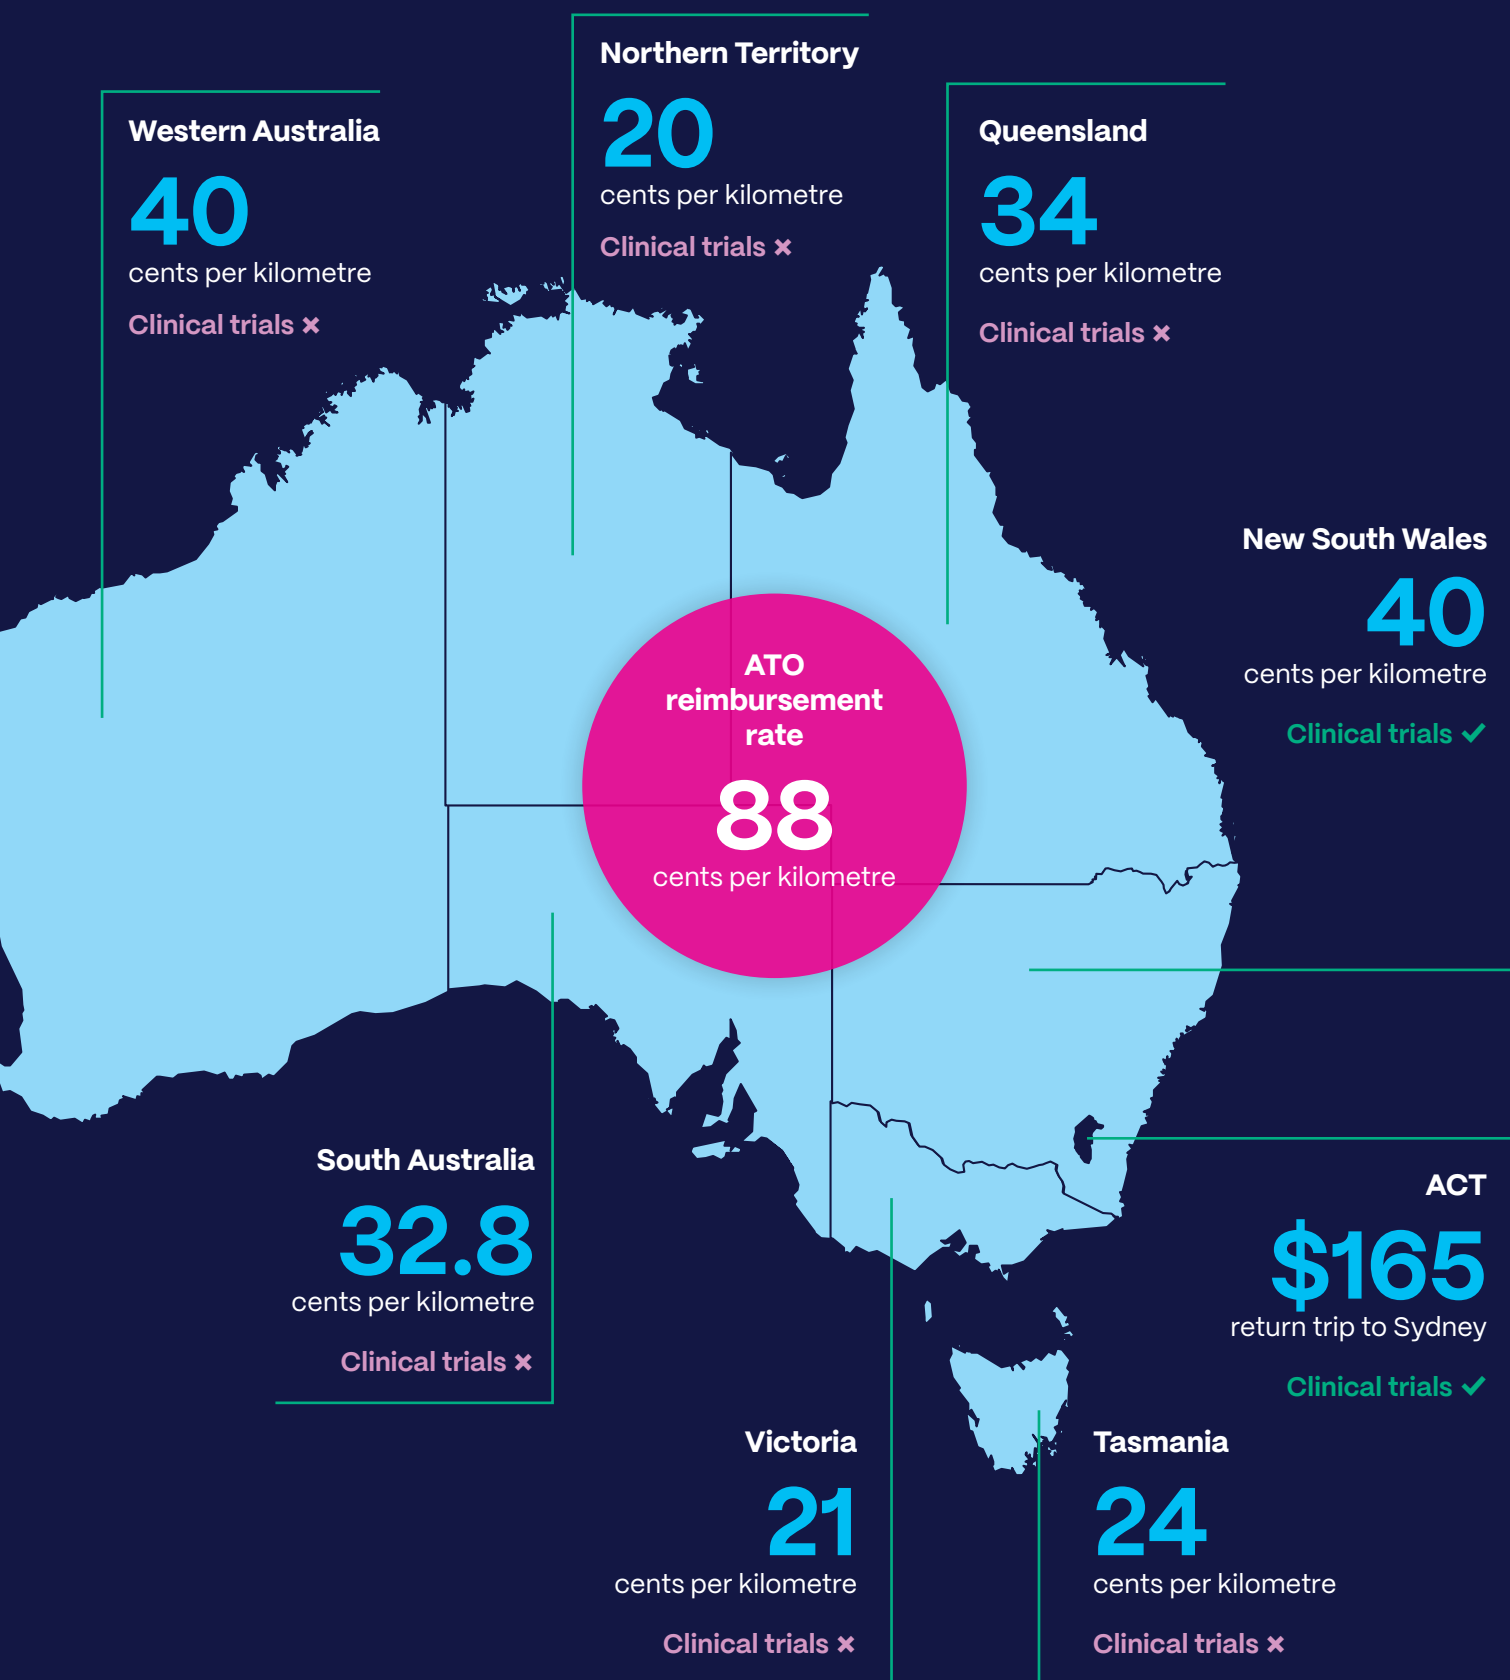 Northern Territory
20
cents per kilometre
Clinical trials ✖
Western Australia
40
cents per kilometre
Clinical trials ✖
Queensland
34
cents per kilometre
Clinical trials ✖
New South Wales
40
cents per kilometre
Clinical trials ✔
ATO
reimbursement
rate
88
cents per kilometre
South Australia
32.8
cents per kilometre
Clinical trials ✖
ACT
$165
return trip to Sydney
Clinical trials ✔
Victoria
21
cents per kilometre
Clinical trials ✖
Tasmania
24
cents per kilometre
Clinical trials ✖